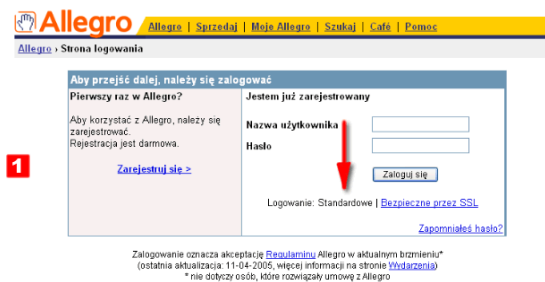 Allegro
Allegro | Sprzedaj | Moje Allegro | Szukaj | Café | Pomoc
Allegro › Strona logowania
Aby przejść dalej, należy się zalogować
Pierwszy raz w Allegro?
Aby korzystać z Allegro, należy się
zarejestrować.
Rejestracja jest darmowa.
Zarejestruj się >
Jestem już zarejestrowany
Nazwa użytkownika
Hasło
Zaloguj się
Logowanie: Standardowe | Bezpieczne przez SSL
Zapomniałeś hasło?
1
Zalogowanie oznacza akceptację Regulaminu Allegro w aktualnym brzmieniu*
(ostatnia aktualizacja: 11-04-2005, więcej informacji na stronie Wydarzenia)
* nie dotyczy osób, które rozwiązały umowę z Allegro